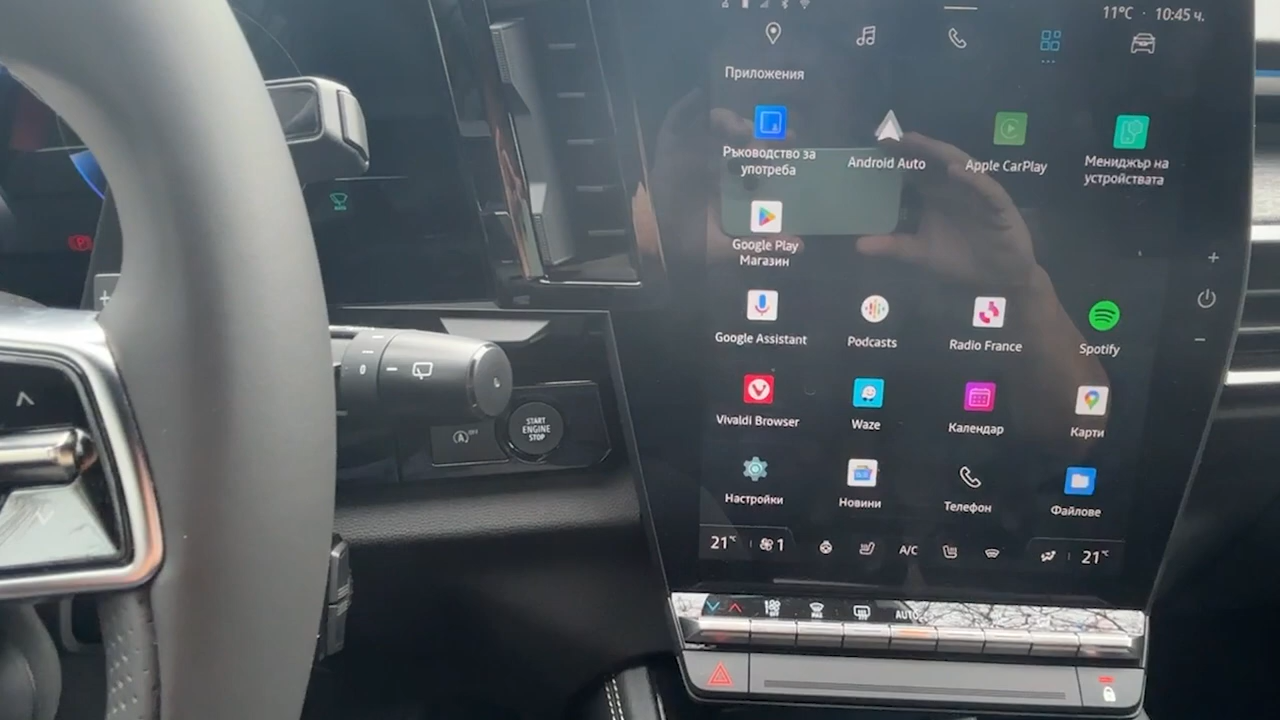 11°C · 10:45 ч.
Приложения
Ръководство за
употреба
Android Auto
Apple CarPlay
Мениджър на
устройствата
Google Play
Магазин
Google Assistant
Podcasts
Radio France
Spotify
Vivaldi Browser
Waze
Календар
Карти
Настройки
Новини
Телефон
Файлове
21°C
1
A/C
21°C
AUTO
0
START
ENGINE
STOP
OFF